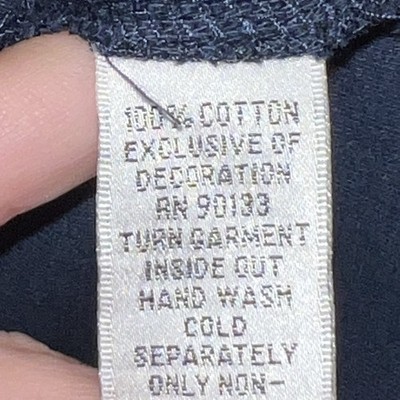 100% COTTON
EXCLUSIVE OF
DECORATION
RN 90133
TURN GARMENT
INSIDE OUT
HAND WASH
COLD
SEPARATELY
ONLY NON-